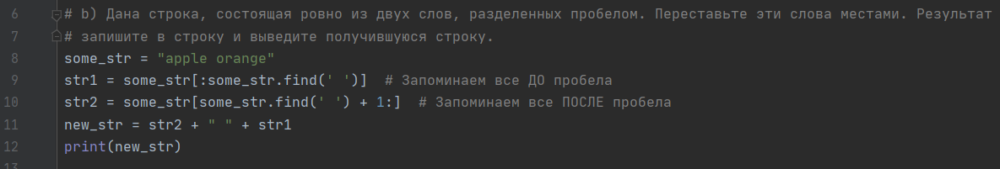 6 # b) Дана строка, состоящая ровно из двух слов, разделенных пробелом. Переставьте эти слова местами. Результат
7 # запишите в строку и выведите получившуюся строку.
8 some_str = "apple orange"
9 str1 = some_str[:some_str.find(' ')]  # Запоминаем все ДО пробела
10 str2 = some_str[some_str.find(' ') + 1:]  # Запоминаем все ПОСЛЕ пробела
11 new_str = str2 + " " + str1
12 print(new_str)
13